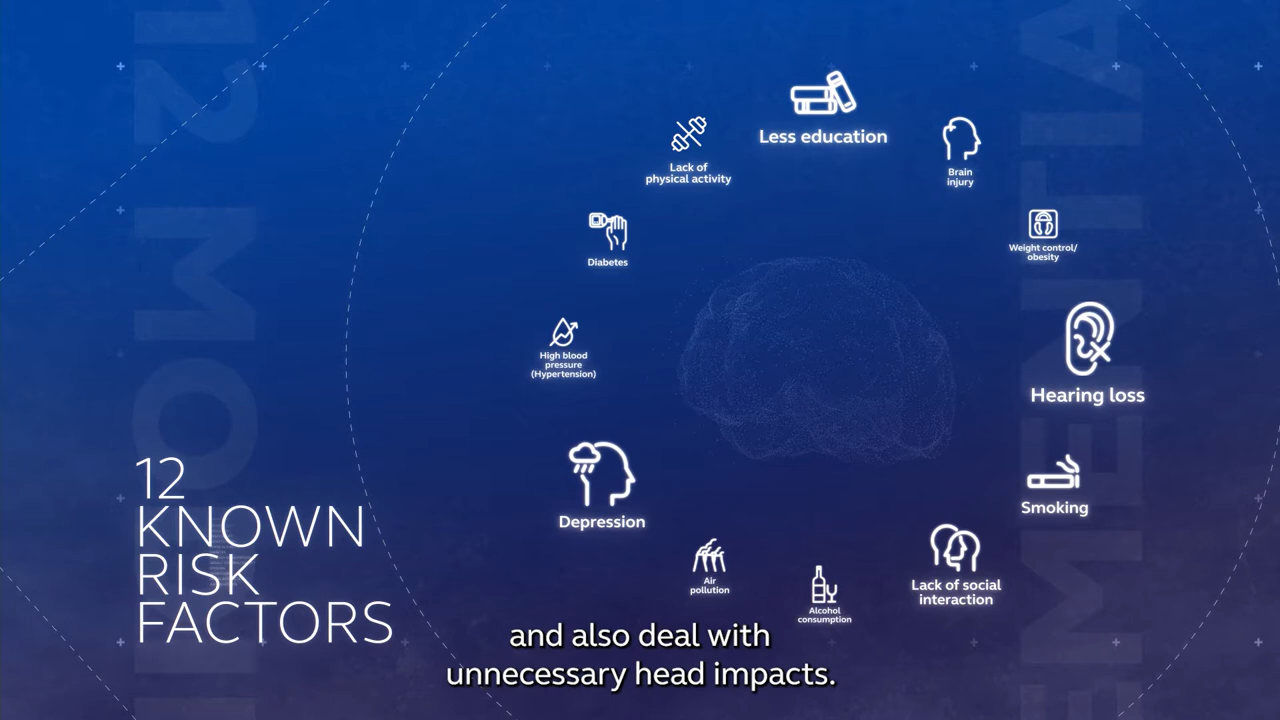 12
KNOWN
RISK
FACTORS
Less education
Brain
injury
Weight control/
obesity
Hearing loss
Smoking
Lack of social
interaction
Alcohol
consumption
Air
pollution
Depression
High blood
pressure
(Hypertension)
Diabetes
Lack of
physical activity
and also deal with
unnecessary head impacts.